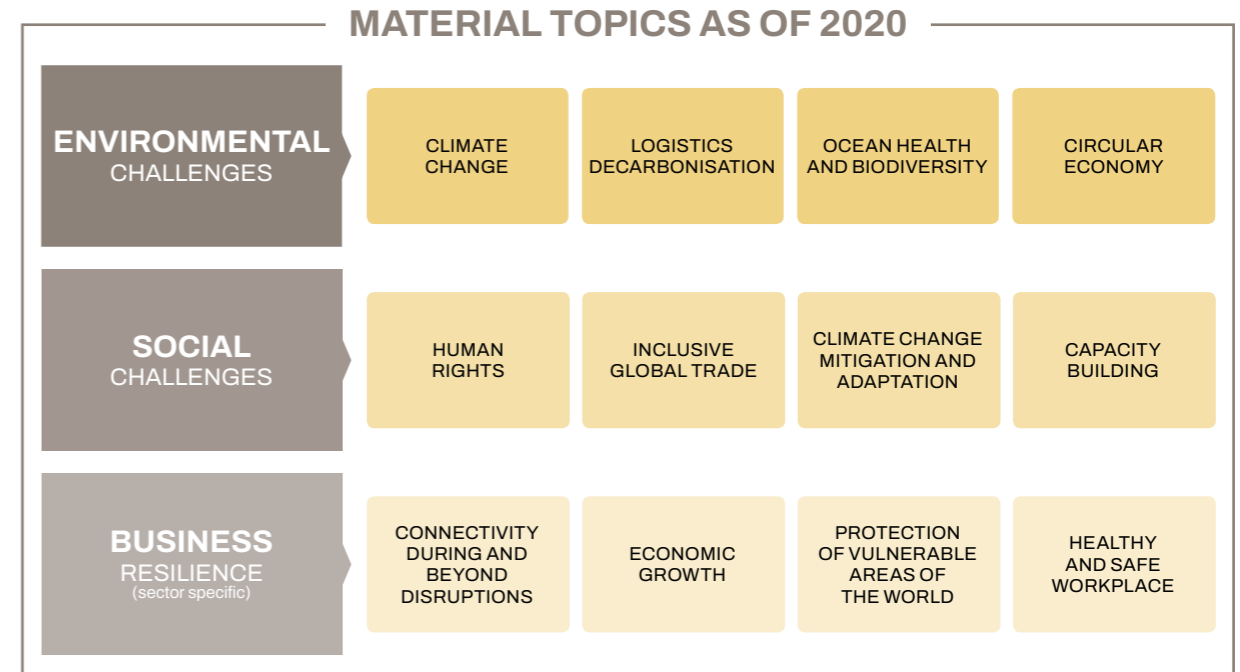 MATERIAL TOPICS AS OF 2020
ENVIRONMENTAL
CHALLENGES
CLIMATE
CHANGE
LOGISTICS
DECARBONISATION
OCEAN HEALTH
AND BIODIVERSITY
CIRCULAR
ECONOMY
SOCIAL
CHALLENGES
HUMAN
RIGHTS
INCLUSIVE
GLOBAL TRADE
CLIMATE CHANGE
MITIGATION AND
ADAPTATION
CAPACITY
BUILDING
BUSINESS
RESILIENCE
(sector specific)
CONNECTIVITY
DURING AND
BEYOND
DISRUPTIONS
ECONOMIC
GROWTH
PROTECTION
OF VULNERABLE
AREAS OF
THE WORLD
HEALTHY
AND SAFE
WORKPLACE